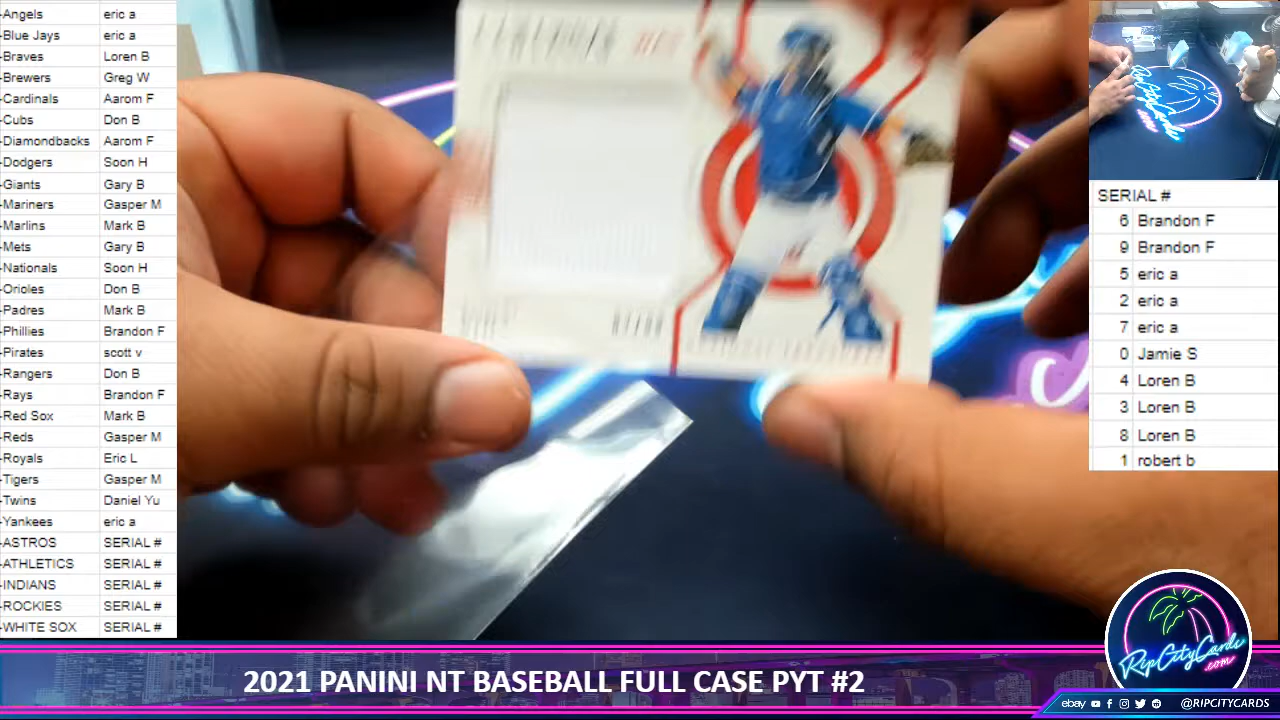 -Angels eric a
-Blue Jays eric a
-Braves Loren B
-Brewers Greg W
-Cardinals Aarom F
-Cubs Don B
-Diamondbacks Aarom F
-Dodgers Soon H
-Giants Gary B
-Mariners Gasper M
-Marlins Mark B
-Mets Gary B
-Nationals Soon H
-Orioles Don B
-Padres Mark B
-Phillies Brandon F
-Pirates scott v
-Rangers Don B
-Rays Brandon F
-Red Sox Mark B
-Reds Gasper M
-Royals Eric L
-Tigers Gasper M
-Twins Daniel Yu
-Yankees eric a
-ASTROS SERIAL #
-ATHLETICS SERIAL #
-INDIANS SERIAL #
-ROCKIES SERIAL #
-WHITE SOX SERIAL #
SERIAL #
6 Brandon F
9 Brandon F
5 eric a
2 eric a
7 eric a
0 Jamie S
4 Loren B
3 Loren B
8 Loren B
1 robert b
RipCityCards
.com
2021 PANINI NT BASEBALL FULL CASE PYT #2
ebay @RIPCITYCARDS